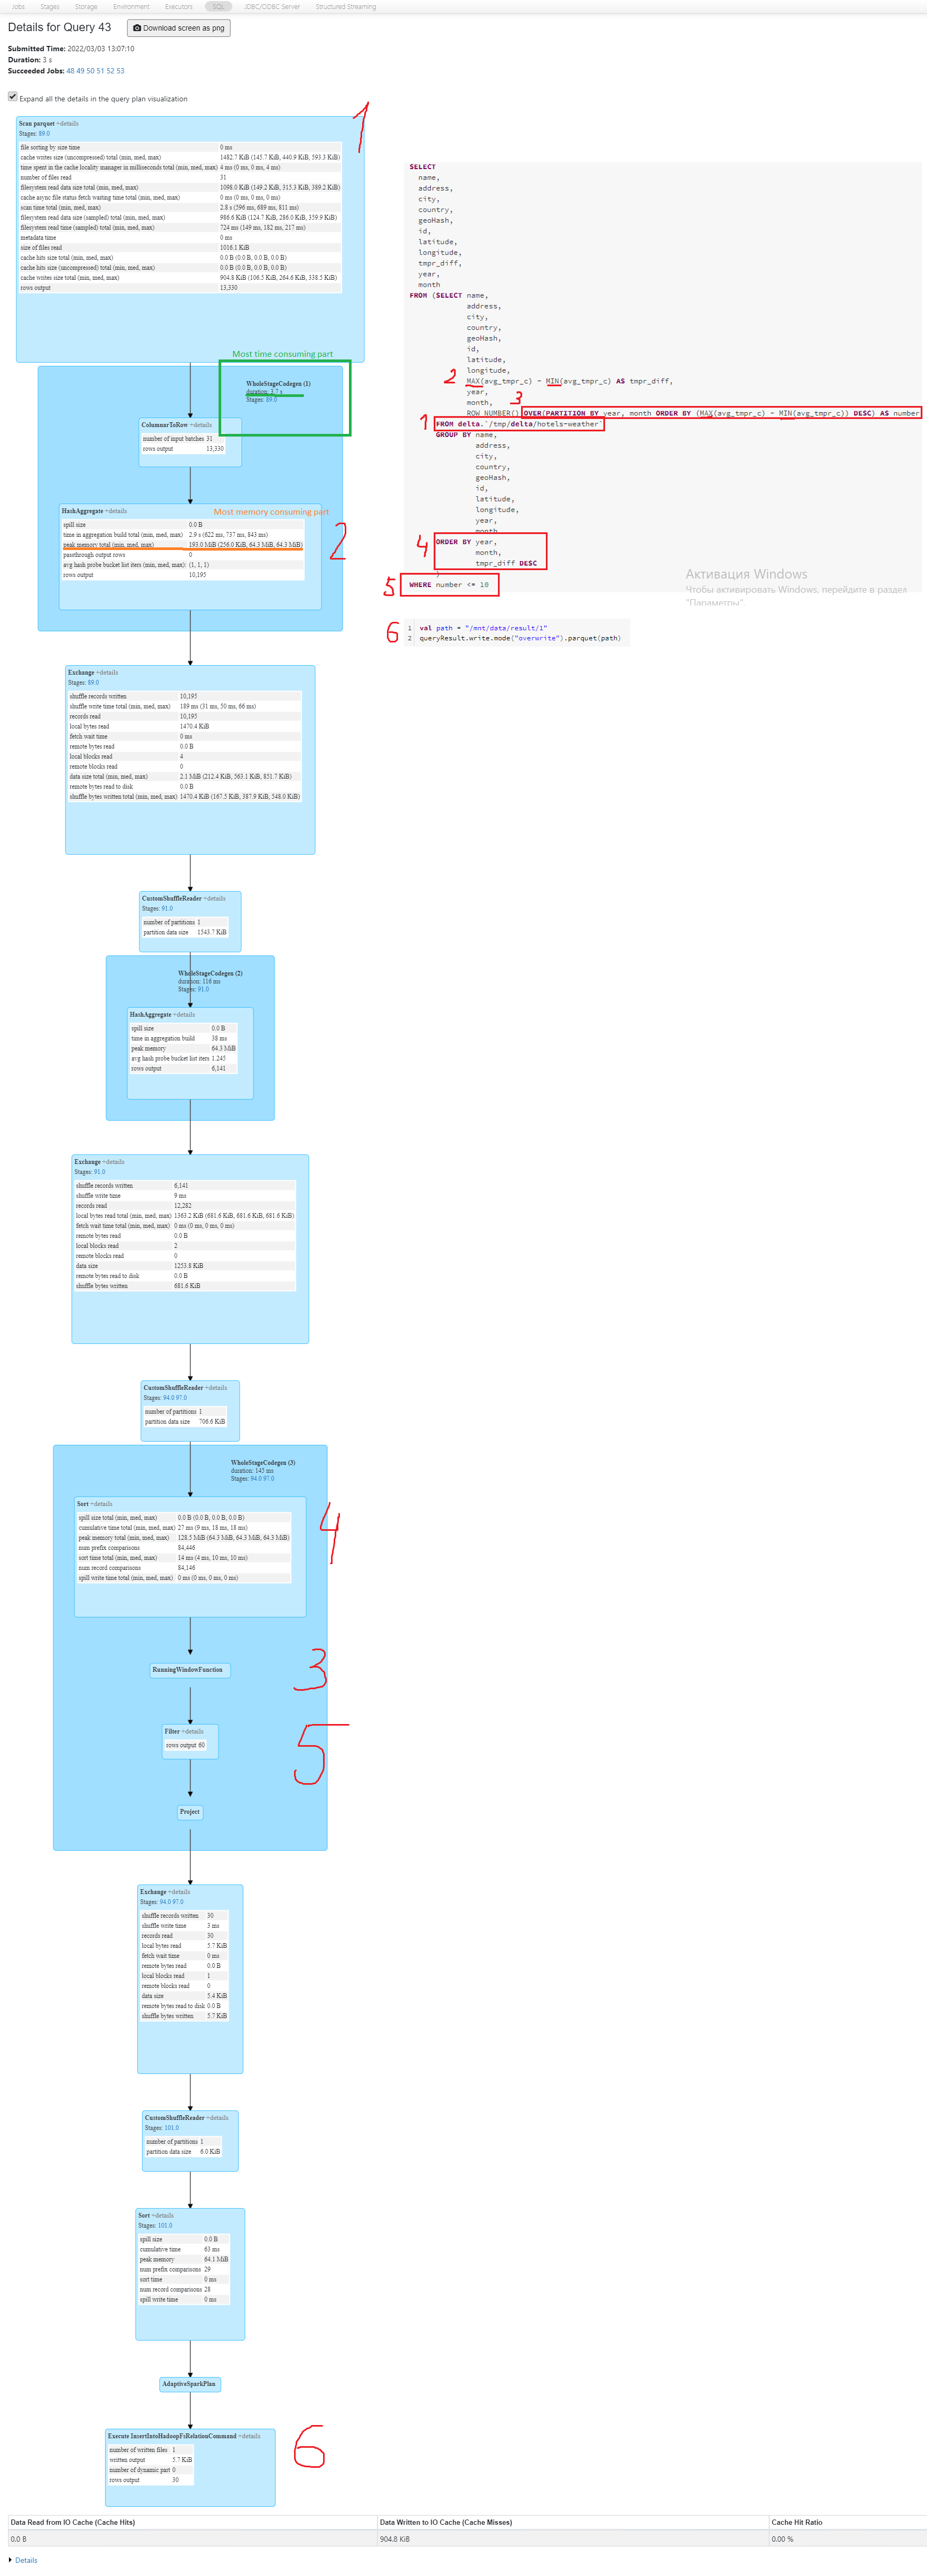 Jobs Stages Storage Environment Executors SQL JDBC/ODBC Server Structured Streaming
Details for Query 43 Download screen as png
Submitted Time: 2022/03/03 13:07:10
Duration: 3 s
Succeeded Jobs: 48 49 50 51 52 53
Expand all the details in the query plan visualization
1
Scan parquet +details
Stages: 89.0
file sorting by size time 0 ms
cache writes size (uncompressed) total (min, med, max) 1482.7 KiB (145.7 KiB, 440.9 KiB, 593.3 KiB)
time spent in the cache locality manager in milliseconds total (min, med, max) 4 ms (0 ms, 0 ms, 4 ms)
number of files read 31
filesystem read data size total (min, med, max) 1098.0 KiB (149.2 KiB, 315.3 KiB, 389.2 KiB)
cache async file status fetch waiting time total (min, med, max) 0 ms (0 ms, 0 ms, 0 ms)
scan time total (min, med, max) 2.8 s (596 ms, 689 ms, 811 ms)
filesystem read data size (sampled) total (min, med, max) 986.6 KiB (124.7 KiB, 286.0 KiB, 359.9 KiB)
filesystem read time (sampled) total (min, med, max) 724 ms (149 ms, 182 ms, 217 ms)
metadata time 0 ms
size of files read 1016.1 KiB
cache hits size total (min, med, max) 0.0 B (0.0 B, 0.0 B, 0.0 B)
cache hits size (uncompressed) total (min, med, max) 0.0 B (0.0 B, 0.0 B, 0.0 B)
cache writes size total (min, med, max) 904.8 KiB (106.5 KiB, 264.6 KiB, 338.5 KiB)
rows output 13,330
Most time consuming part
WholeStageCodegen (1)
duration: 3.7 s
Stages: 89.0
ColumnarToRow +details
number of input batches 31
rows output 13,330
HashAggregate +details
Most memory consuming part
2
spill size 0.0 B
time in aggregation build total (min, med, max) 2.9 s (622 ms, 737 ms, 843 ms)
peak memory total (min, med, max) 193.0 MiB (256.0 KiB, 64.3 MiB, 64.3 MiB)
passthrough output rows 0
avg hash probe bucket list iters (min, med, max): (1, 1, 1)
rows output 10,195
Exchange +details
Stages: 89.0
shuffle records written 10,195
shuffle write time total (min, med, max) 189 ms (31 ms, 50 ms, 66 ms)
records read 10,195
local bytes read 1470.4 KiB
fetch wait time 0 ms
remote bytes read 0.0 B
local blocks read 4
remote blocks read 0
data size total (min, med, max) 2.1 MiB (212.4 KiB, 563.1 KiB, 851.7 KiB)
remote bytes read to disk 0.0 B
shuffle bytes written total (min, med, max) 1470.4 KiB (167.5 KiB, 387.9 KiB, 548.0 KiB)
CustomShuffleReader +details
Stages: 91.0
number of partitions 1
partition data size 1543.7 KiB
WholeStageCodegen (2)
duration: 116 ms
Stages: 91.0
HashAggregate +details
spill size 0.0 B
time in aggregation build 38 ms
peak memory 64.3 MiB
avg hash probe bucket list iters 1.245
rows output 6,141
Exchange +details
Stages: 91.0
shuffle records written 6,141
shuffle write time 9 ms
records read 12,282
local bytes read total (min, med, max) 1363.2 KiB (681.6 KiB, 681.6 KiB, 681.6 KiB)
fetch wait time total (min, med, max) 0 ms (0 ms, 0 ms, 0 ms)
remote bytes read 0.0 B
local blocks read 2
remote blocks read 0
data size 1253.8 KiB
remote bytes read to disk 0.0 B
shuffle bytes written 681.6 KiB
CustomShuffleReader +details
Stages: 94.0 97.0
number of partitions 1
partition data size 706.6 KiB
WholeStageCodegen (3)
duration: 145 ms
Stages: 94.0 97.0
Sort +details
4
spill size total (min, med, max) 0.0 B (0.0 B, 0.0 B, 0.0 B)
cumulative time total (min, med, max) 27 ms (9 ms, 18 ms, 18 ms)
peak memory total (min, med, max) 128.5 MiB (64.3 MiB, 64.3 MiB, 64.3 MiB)
num prefix comparisons 84,446
sort time total (min, med, max) 14 ms (4 ms, 10 ms, 10 ms)
num record comparisons 84,146
spill write time total (min, med, max) 0 ms (0 ms, 0 ms, 0 ms)
RunningWindowFunction
3
Filter +details
rows output 60
5
Project
Exchange +details
Stages: 94.0 97.0
shuffle records written 30
shuffle write time 3 ms
records read 30
local bytes read 5.7 KiB
fetch wait time 0 ms
remote bytes read 0.0 B
local blocks read 1
remote blocks read 0
data size 5.4 KiB
remote bytes read to disk 0.0 B
shuffle bytes written 5.7 KiB
CustomShuffleReader +details
Stages: 101.0
number of partitions 1
partition data size 6.0 KiB
Sort +details
Stages: 101.0
spill size 0.0 B
cumulative time 63 ms
peak memory 64.1 MiB
num prefix comparisons 29
sort time 0 ms
num record comparisons 28
spill write time 0 ms
AdaptiveSparkPlan
Execute InsertIntoHadoopFsRelationCommand +details
6
number of written files 1
written output 5.7 KiB
number of dynamic part 0
rows output 30
SELECT
name,
address,
city,
country,
geoHash,
id,
latitude,
longitude,
tmpr_diff,
year,
month
FROM (SELECT name,
address,
city,
country,
geoHash,
id,
latitude,
longitude,
2 MAX(avg_tmpr_c) - MIN(avg_tmpr_c) AS tmpr_diff,
year,
month, 3
ROW_NUMBER() OVER(PARTITION BY year, month ORDER BY (MAX(avg_tmpr_c) - MIN(avg_tmpr_c)) DESC) AS number
1 FROM delta.`/tmp/delta/hotels-weather`
GROUP BY name,
address,
city,
country,
geoHash,
id,
latitude,
longitude,
year,
month
4 ORDER BY year,
month,
tmpr_diff DESC
)
5 WHERE number <= 10
Активация Windows
Чтобы активировать Windows, перейдите в раздел
"Параметры".
6 1 val path = "/mnt/data/result/1"
2 queryResult.write.mode("overwrite").parquet(path)
Data Read from IO Cache (Cache Hits) Data Written to IO Cache (Cache Misses) Cache Hit Ratio
0.0 B 904.8 KiB 0.00 %
Details